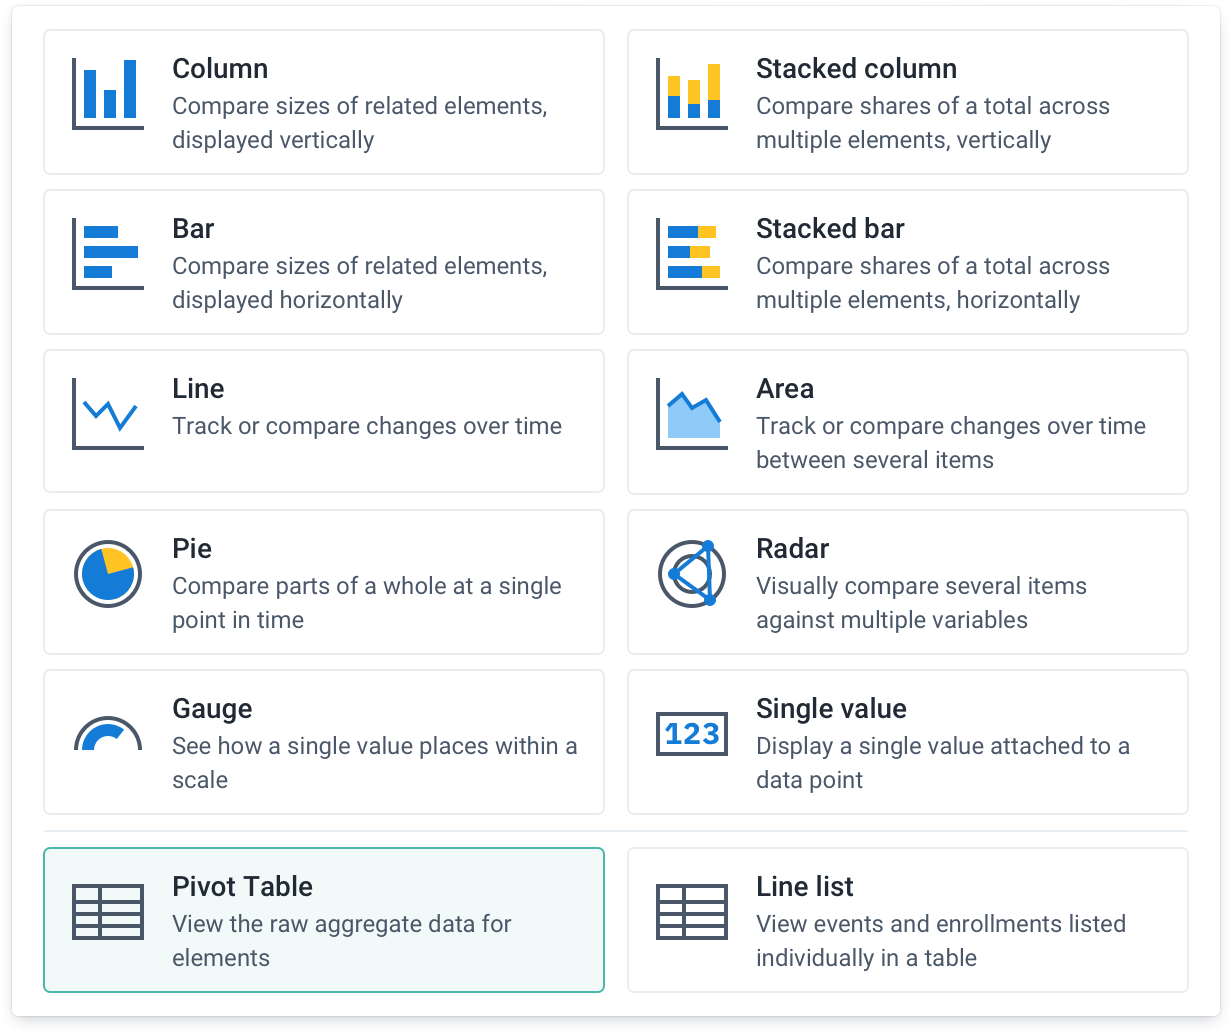 Column
Compare sizes of related elements,
displayed vertically
Stacked column
Compare shares of a total across
multiple elements, vertically
Bar
Compare sizes of related elements,
displayed horizontally
Stacked bar
Compare shares of a total across
multiple elements, horizontally
Line
Track or compare changes over time
Area
Track or compare changes over time
between several items
Pie
Compare parts of a whole at a single
point in time
Radar
Visually compare several items
against multiple variables
Gauge
See how a single value places within a
scale
123
Single value
Display a single value attached to a
data point
Pivot Table
View the raw aggregate data for
elements
Line list
View events and enrollments listed
individually in a table